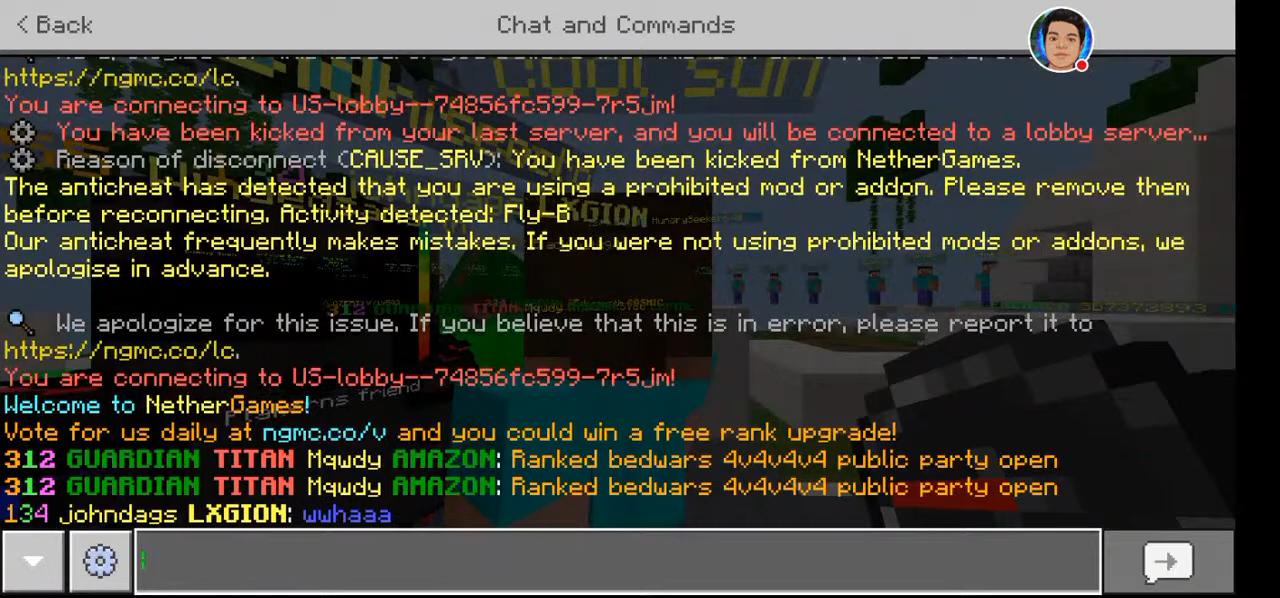 < Back
Chat and Commands
https://ngmc.co/lc.
You are connecting to US-lobby--74856fc599-7r5jm!
You have been kicked from your last server, and you will be connected to a lobby server...
Reason of disconnect (CAUSE_SRV): You have been kicked from NetherGames.
The anticheat has detected that you are using a prohibited mod or addon. Please remove them
before reconnecting. Activity detected: Fly-B
Our anticheat frequently makes mistakes. If you were not using prohibited mods or addons, we
apologise in advance.
We apologize for this issue. If you believe that this is in error, please report it to
https://ngmc.co/lc.
You are connecting to US-lobby--74856fc599-7r5jm!
Welcome to NetherGames!
Vote for us daily at ngmc.co/v and you could win a free rank upgrade!
312 GUARDIAN TITAN Mqwdy AMAZON: Ranked bedwars 4v4v4v4 public party open
312 GUARDIAN TITAN Mqwdy AMAZON: Ranked bedwars 4v4v4v4 public party open
134 johndags LXGION: wwhaaa